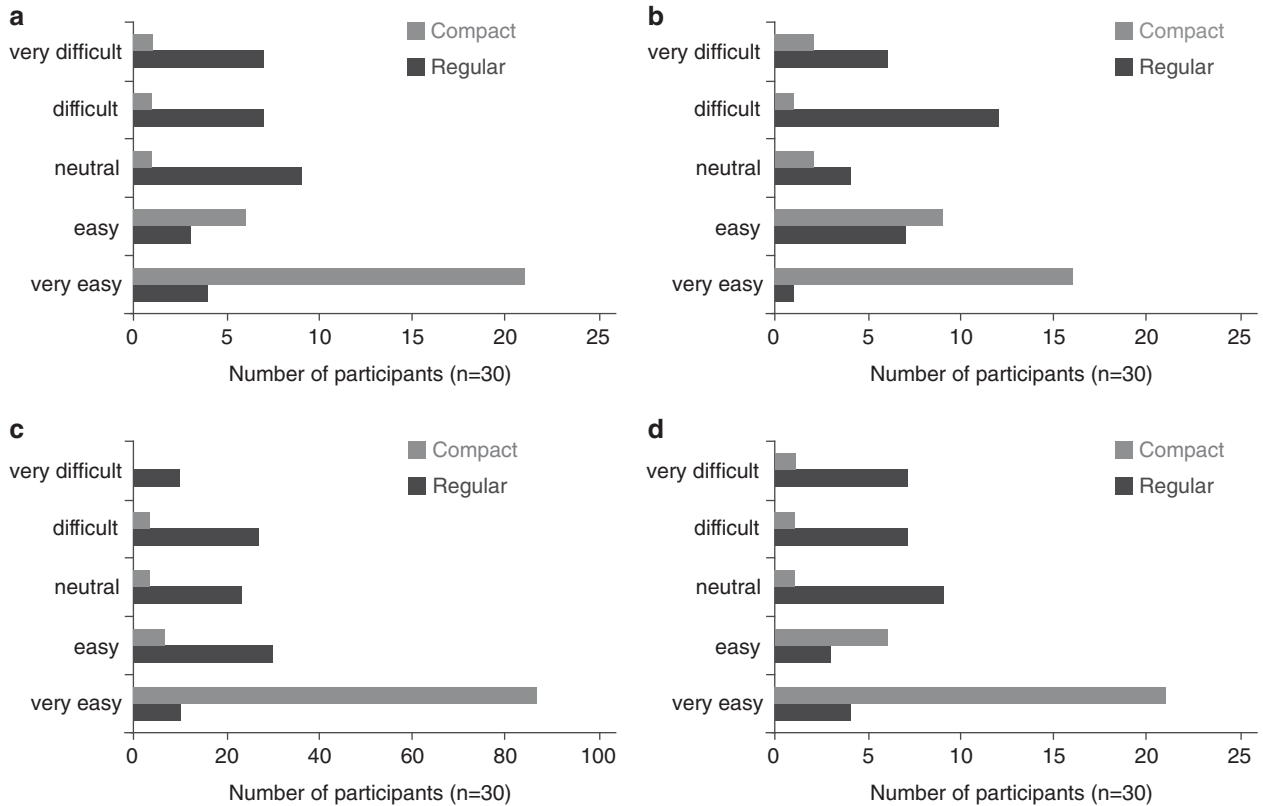 a
Compact
Regular
very difficult
difficult
neutral
easy
very easy
0 5 10 15 20 25
Number of participants (n=30)
b
Compact
Regular
very difficult
difficult
neutral
easy
very easy
0 5 10 15 20 25
Number of participants (n=30)
c
Compact
Regular
very difficult
difficult
neutral
easy
very easy
0 20 40 60 80 100
Number of participants (n=30)
d
Compact
Regular
very difficult
difficult
neutral
easy
very easy
0 5 10 15 20 25
Number of participants (n=30)